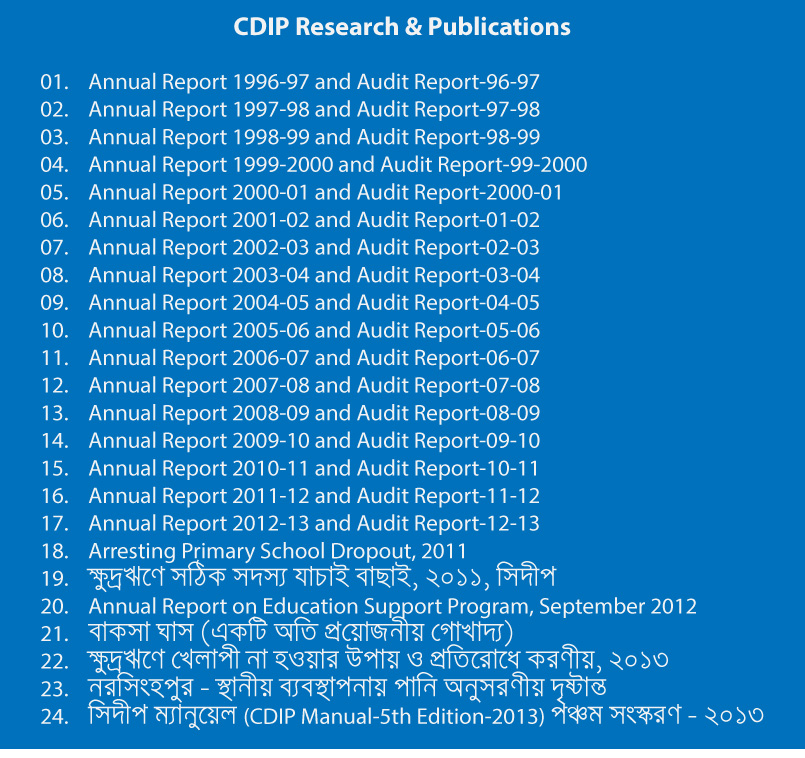 CDIP Research & Publications
01. Annual Report 1996-97 and Audit Report-96-97
02. Annual Report 1997-98 and Audit Report-97-98
03. Annual Report 1998-99 and Audit Report-98-99
04. Annual Report 1999-2000 and Audit Report-99-2000
05. Annual Report 2000-01 and Audit Report-2000-01
06. Annual Report 2001-02 and Audit Report-01-02
07. Annual Report 2002-03 and Audit Report-02-03
08. Annual Report 2003-04 and Audit Report-03-04
09. Annual Report 2004-05 and Audit Report-04-05
10. Annual Report 2005-06 and Audit Report-05-06
11. Annual Report 2006-07 and Audit Report-06-07
12. Annual Report 2007-08 and Audit Report-07-08
13. Annual Report 2008-09 and Audit Report-08-09
14. Annual Report 2009-10 and Audit Report-09-10
15. Annual Report 2010-11 and Audit Report-10-11
16. Annual Report 2011-12 and Audit Report-11-12
17. Annual Report 2012-13 and Audit Report-12-13
18. Arresting Primary School Dropout, 2011
19. ক্ষুদ্রঋণে সঠিক সদস্য যাচাই বাছাই, ২০১১, সিদীপ
20. Annual Report on Education Support Program, September 2012
21. বাকসা ঘাস (একটি অতি প্রয়োজনীয় গোখাদ্য)
22. ক্ষুদ্রঋণে খেলাপী না হওয়ার উপায় ও প্রতিরোধে করণীয়, ২০১৩
23. নরসিংহপুর - স্থানীয় ব্যবস্থাপনায় পানি অনুসরণীয় দৃষ্টান্ত
24. সিদীপ ম্যানুয়েল (CDIP Manual-5th Edition-2013) পঞ্চম সংস্করণ - ২০১৩